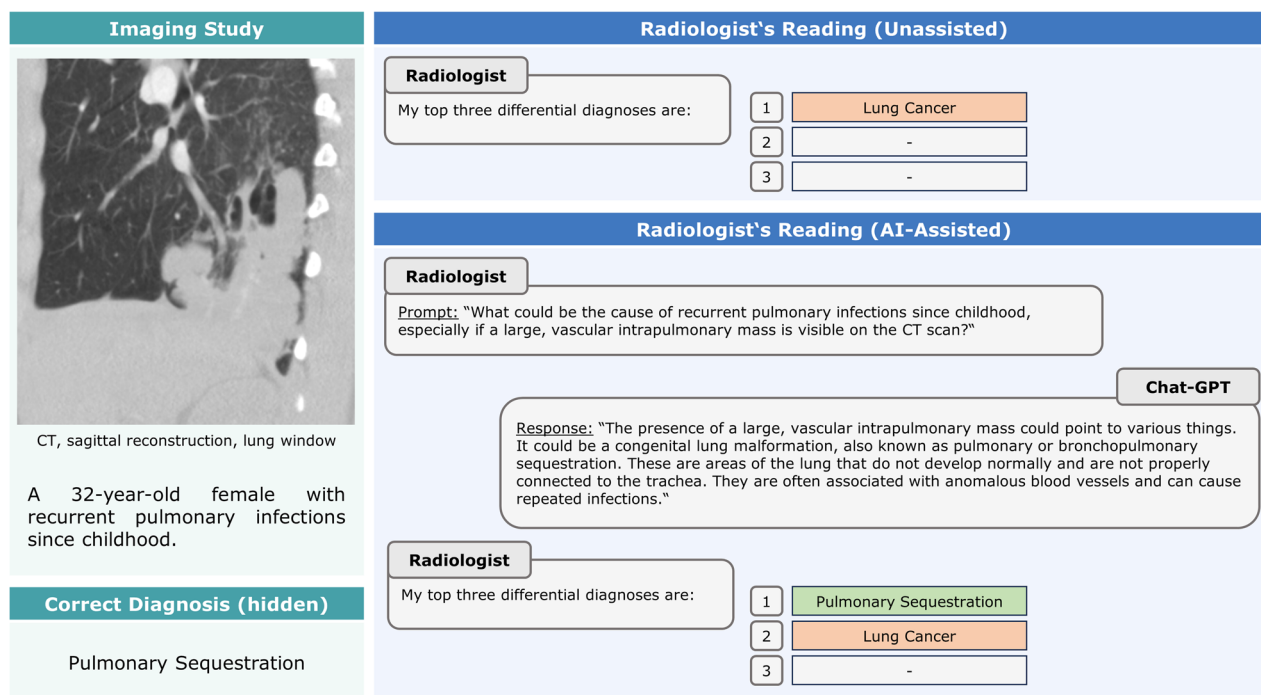 Imaging Study
CT, sagittal reconstruction, lung window
A 32-year-old female with
recurrent pulmonary infections
since childhood.
Correct Diagnosis (hidden)
Pulmonary Sequestration
Radiologist‘s Reading (Unassisted)
Radiologist
My top three differential diagnoses are:
1 Lung Cancer
2 -
3 -
Radiologist‘s Reading (AI-Assisted)
Radiologist
Prompt: “What could be the cause of recurrent pulmonary infections since childhood,
especially if a large, vascular intrapulmonary mass is visible on the CT scan?“
Chat-GPT
Response: “The presence of a large, vascular intrapulmonary mass could point to various things.
It could be a congenital lung malformation, also known as pulmonary or bronchopulmonary
sequestration. These are areas of the lung that do not develop normally and are not properly
connected to the trachea. They are often associated with anomalous blood vessels and can cause
repeated infections.“
Radiologist
My top three differential diagnoses are:
1 Pulmonary Sequestration
2 Lung Cancer
3 -